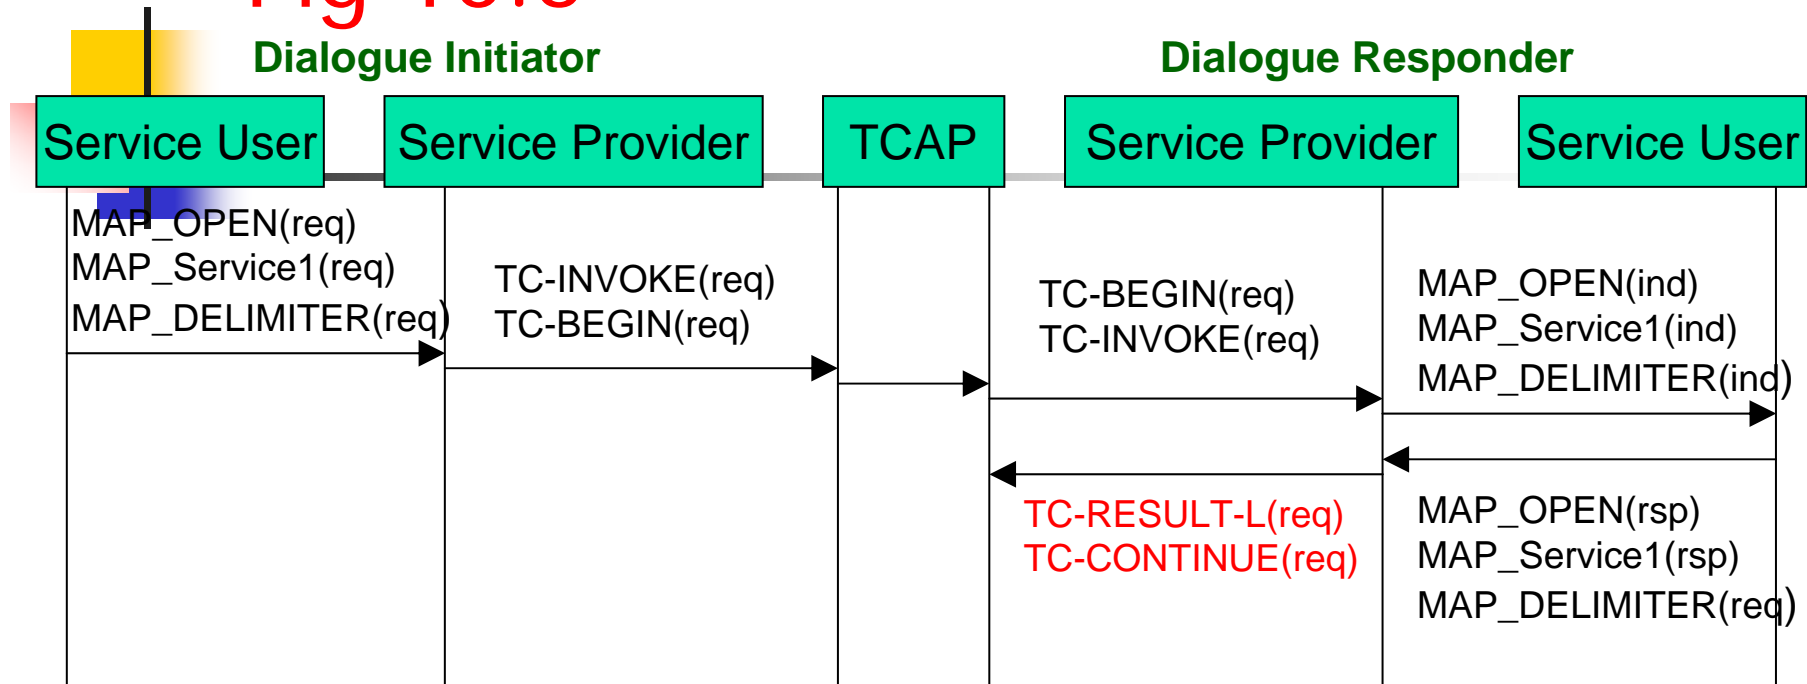 Dialogue Initiator
Dialogue Responder
Service User
Service Provider
TCAP
Service Provider
Service User
MAP_OPEN(req)
MAP_Service1(req)
MAP_DELIMITER(req)
TC-INVOKE(req)
TC-BEGIN(req)
TC-BEGIN(req)
TC-INVOKE(req)
MAP_OPEN(ind)
MAP_Service1(ind)
MAP_DELIMITER(ind)
TC-RESULT-L(req)
TC-CONTINUE(req)
MAP_OPEN(rsp)
MAP_Service1(rsp)
MAP_DELIMITER(req)